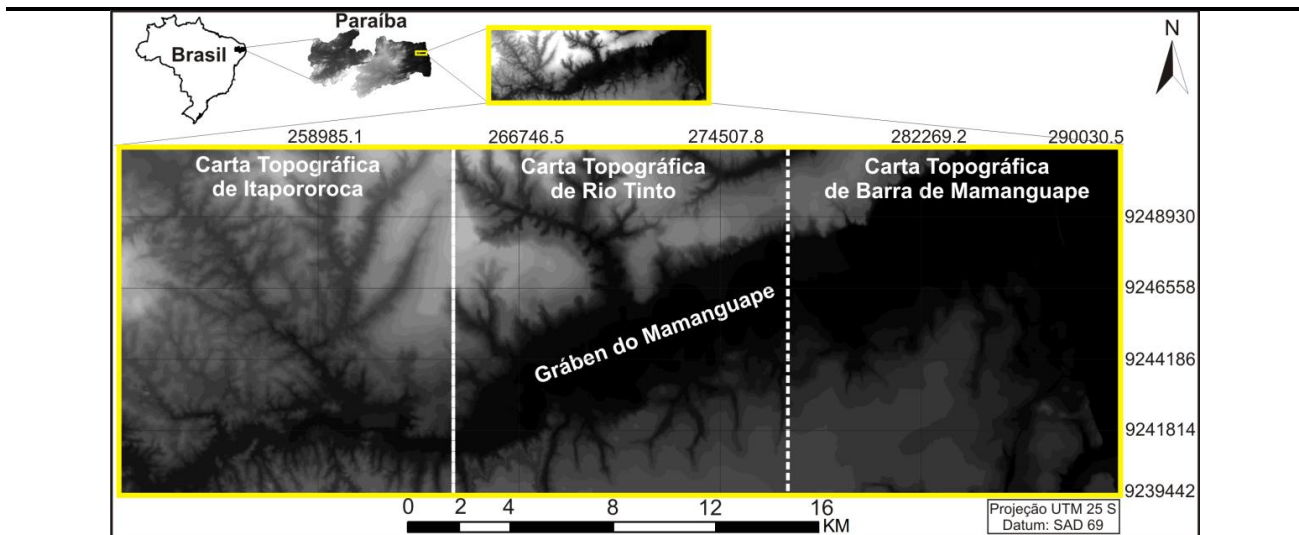 Paraíba
Brasil
N
258985.1 266746.5 274507.8 282269.2 290030.5
Carta Topográfica
de Itapororoca
Carta Topográfica
de Rio Tinto
Carta Topográfica
de Barra de Mamanguape
9248930
9246558
Gráben do Mamanguape
9244186
9241814
9239442
0 2 4 8 12 16
KM
Projeção UTM 25 S
Datum: SAD 69